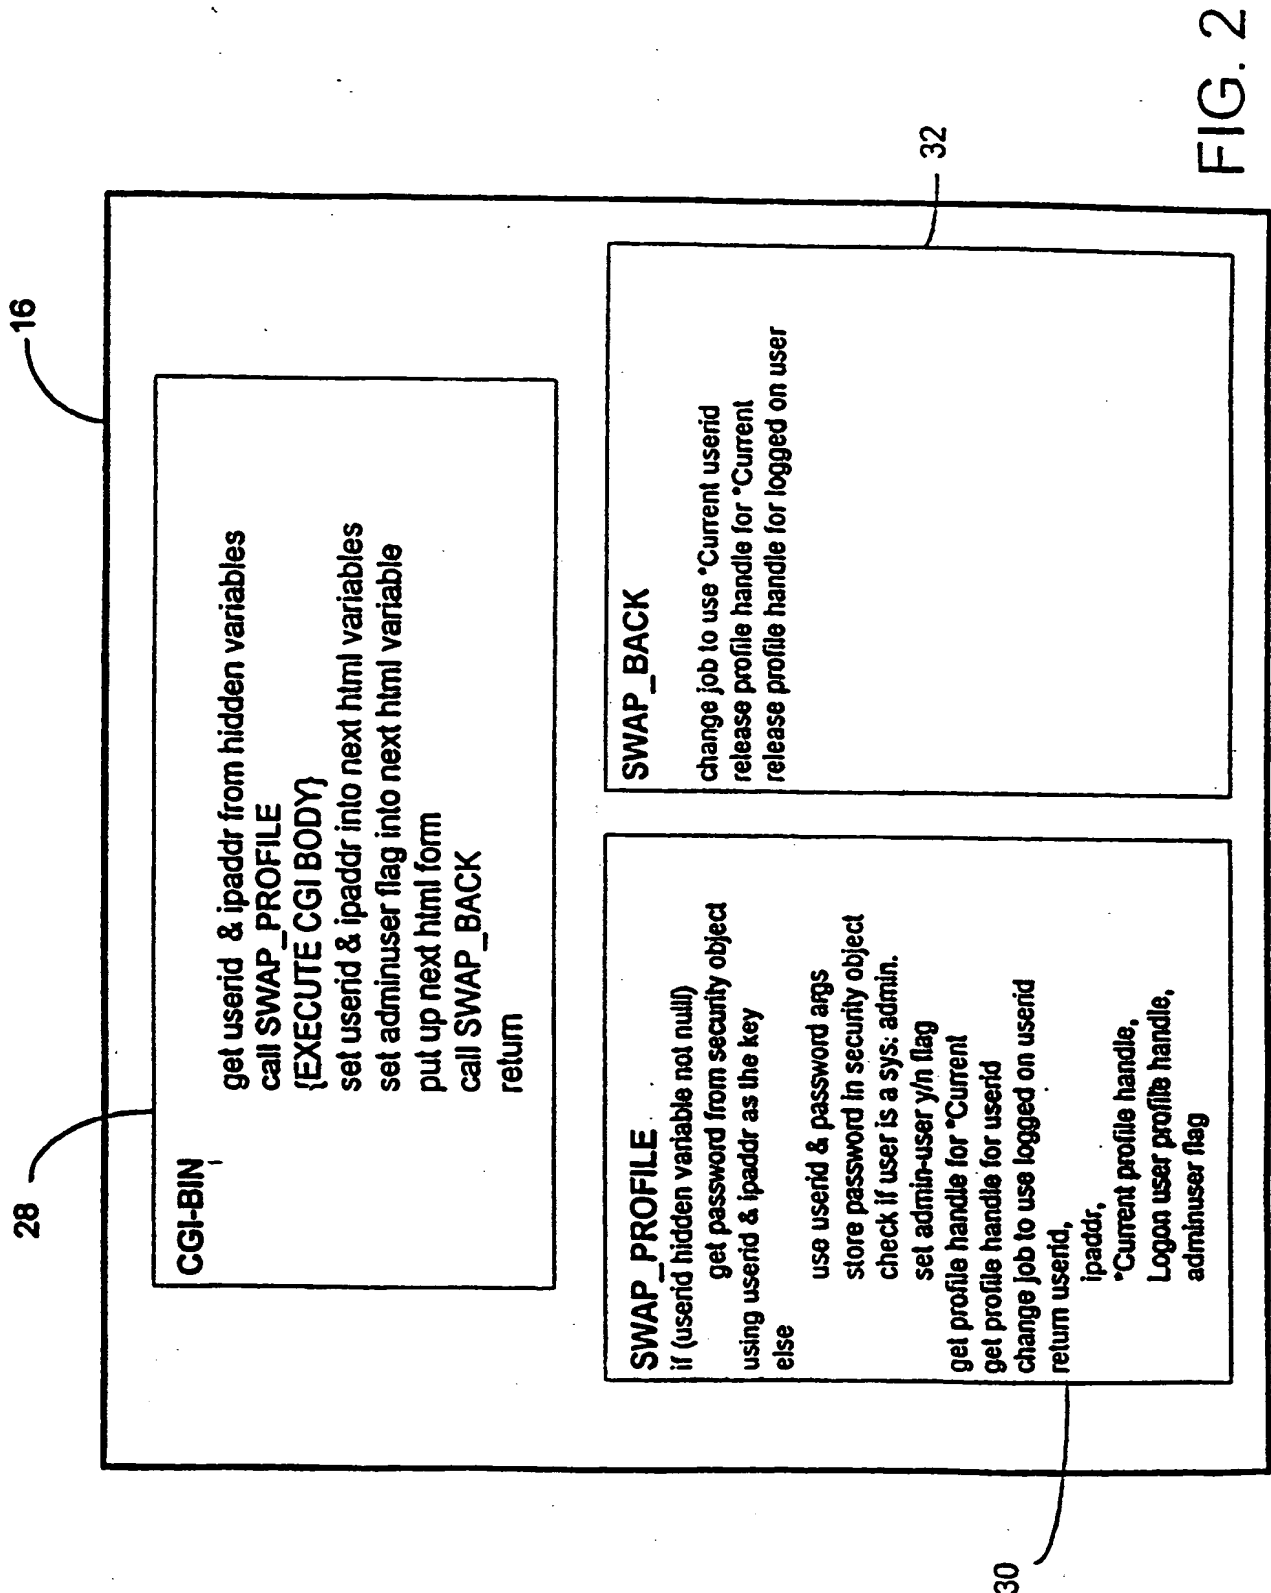 16
28
CGI-BIN
get userid & ipaddr from hidden variables
call SWAP_PROFILE
{EXECUTE CGI BODY}
set userid & ipaddr into next html variables
set adminuser flag into next html variable
put up next html form
call SWAP_BACK
return
SWAP_PROFILE
if (userid hidden variable not null)
get password from security object
using userid & ipaddr as the key
else
use userid & password args
store password in security object
check if user is a sys: admin.
set admin-user y/n flag
get profile handle for *Current
get profile handle for userid
change job to use logged on userid
return userid,
ipaddr,
*Current profile handle,
Logon user profile handle,
adminuser flag
30
SWAP_BACK
change job to use *Current userid
release profile handle for *Current
release profile handle for logged on user
32
FIG. 2